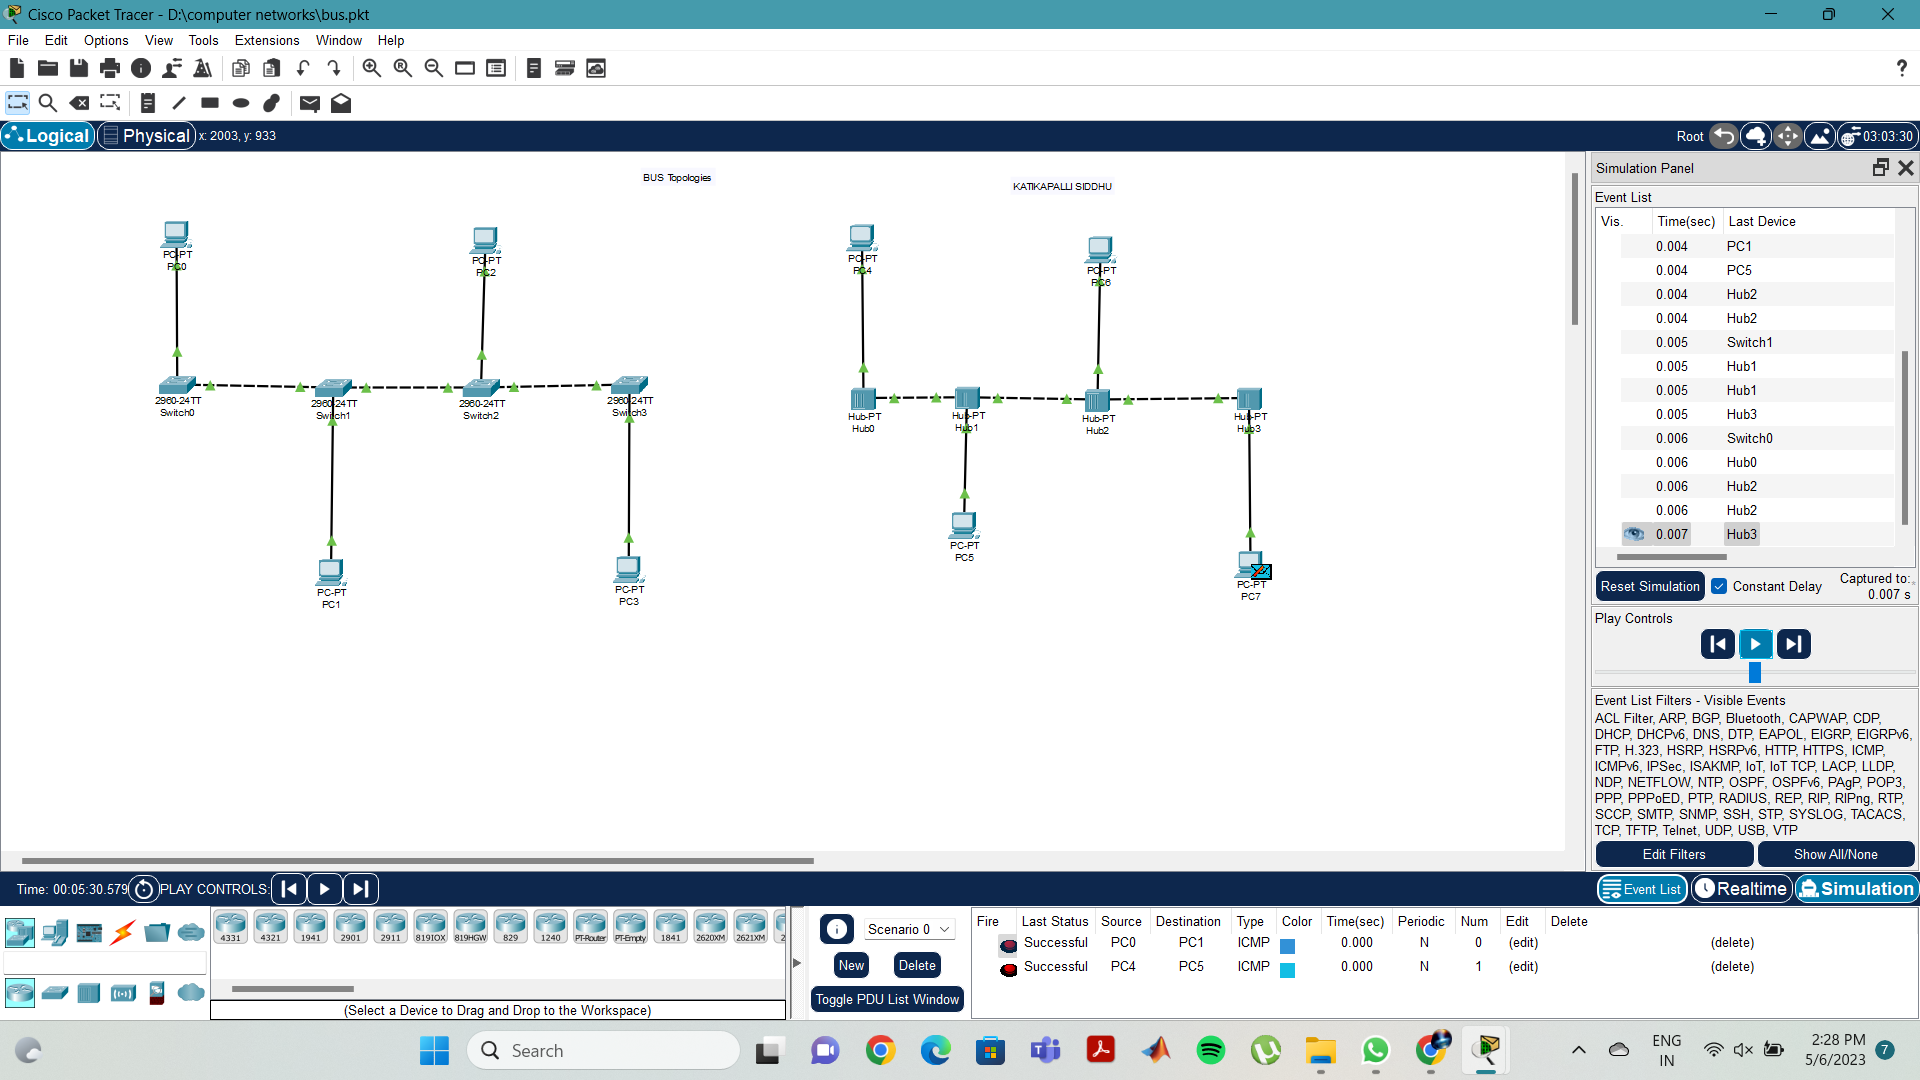 Cisco Packet Tracer - D:\computer networks\bus.pkt
File Edit Options View Tools Extensions Window Help
?
Logical Physical x: 2003, y: 933
Root 03:03:30
BUS Topologies
KATIKAPALLI SIDDHU
PC-PT
PC0
PC-PT
PC2
PC-PT
PC4
PC-PT
PC6
2960-24TT
Switch0
2960-24TT
Switch1
2960-24TT
Switch2
2960-24TT
Switch3
Hub-PT
Hub0
Hub-PT
Hub1
Hub-PT
Hub2
Hub-PT
Hub3
PC-PT
PC1
PC-PT
PC3
PC-PT
PC5
PC-PT
PC7
Simulation Panel
Event List
Vis. Time(sec) Last Device
0.004 PC1
0.004 PC5
0.004 Hub2
0.004 Hub2
0.005 Switch1
0.005 Hub1
0.005 Hub1
0.005 Hub3
0.006 Switch0
0.006 Hub0
0.006 Hub2
0.006 Hub2
0.007 Hub3
Reset Simulation Constant Delay Captured to:
0.007 s
Play Controls
Event List Filters - Visible Events
ACL Filter, ARP, BGP, Bluetooth, CAPWAP, CDP,
DHCP, DHCPv6, DNS, DTP, EAPOL, EIGRP, EIGRPv6,
FTP, H.323, HSRP, HSRPv6, HTTP, HTTPS, ICMP,
ICMPv6, IPSec, ISAKMP, IoT, IoT TCP, LACP, LLDP,
NDP, NETFLOW, NTP, OSPF, OSPFv6, PAgP, POP3,
PPP, PPPoED, PTP, RADIUS, REP, RIP, RIPng, RTP,
SCCP, SMTP, SNMP, SSH, STP, SYSLOG, TACACS,
TCP, TFTP, Telnet, UDP, USB, VTP
Edit Filters Show All/None
Time: 00:05:30.579 PLAY CONTROLS:
Event List Realtime Simulation
4331 4321 1941 2901 2911 819IOX 819HGW 829 1240 PT-Router PT-Empty 1841 2620XM 2621XM 2
(Select a Device to Drag and Drop to the Workspace)
Scenario 0
New Delete
Toggle PDU List Window
Fire Last Status Source Destination Type Color Time(sec) Periodic Num Edit Delete
Successful PC0 PC1 ICMP 0.000 N 0 (edit) (delete)
Successful PC4 PC5 ICMP 0.000 N 1 (edit) (delete)
Search
ENG
IN
2:28 PM
5/6/2023
7